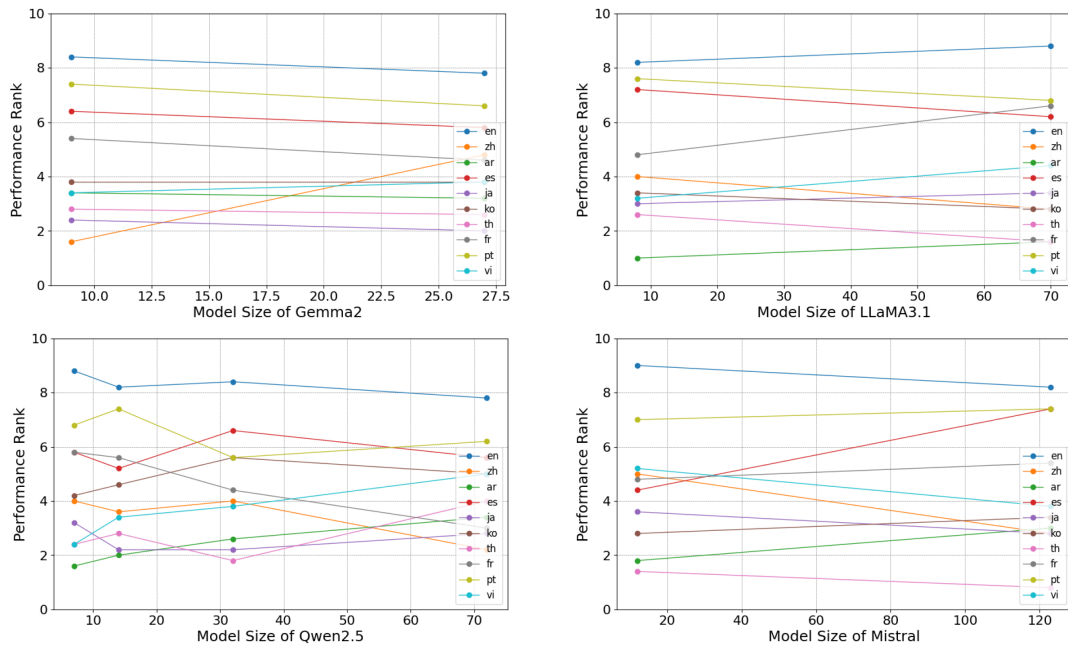 10
8
6
4
2
0
Performance Rank
10.0 12.5 15.0 17.5 20.0 22.5 25.0 27.5
Model Size of Gemma2
en
zh
ar
es
ja
ko
th
fr
pt
vi
10
8
6
4
2
0
Performance Rank
10 20 30 40 50 60 70
Model Size of LLaMA3.1
en
zh
ar
es
ja
ko
th
fr
pt
vi
10
8
6
4
2
0
Performance Rank
10 20 30 40 50 60 70
Model Size of Qwen2.5
en
zh
ar
es
ja
ko
th
fr
pt
vi
10
8
6
4
2
0
Performance Rank
20 40 60 80 100 120
Model Size of Mistral
en
zh
ar
es
ja
ko
th
fr
pt
vi